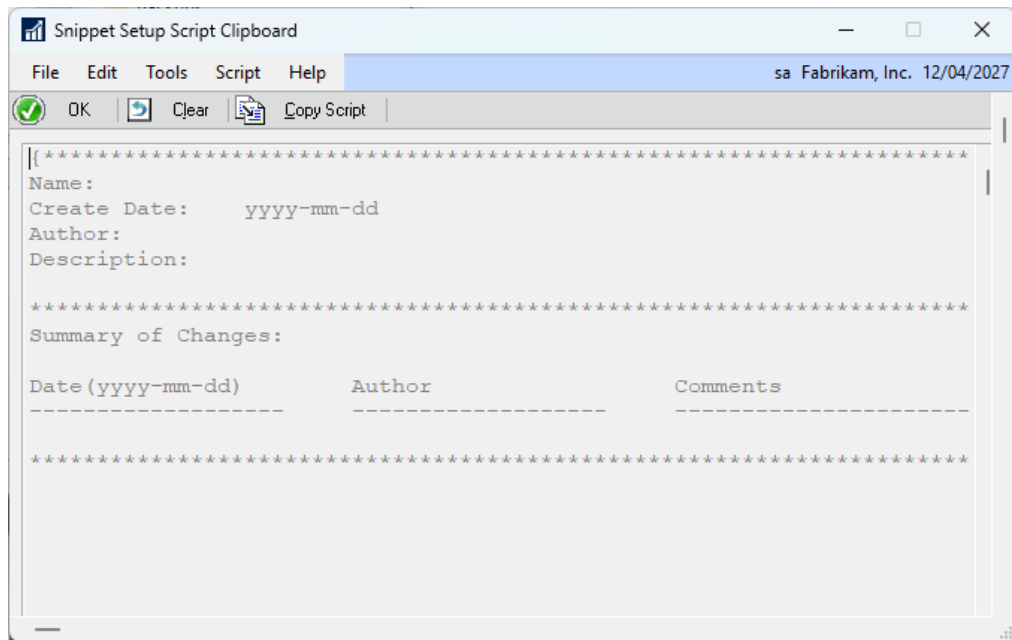 Snippet Setup Script Clipboard
File Edit Tools Script Help sa Fabrikam, Inc. 12/04/2027
OK Clear Copy Script
{**********************************************************************
Name:
Create Date:    yyyy-mm-dd
Author:
Description:
**********************************************************************
Summary of Changes:
Date(yyyy-mm-dd)        Author                  Comments
-------------------     -------------------     ----------------------
**********************************************************************